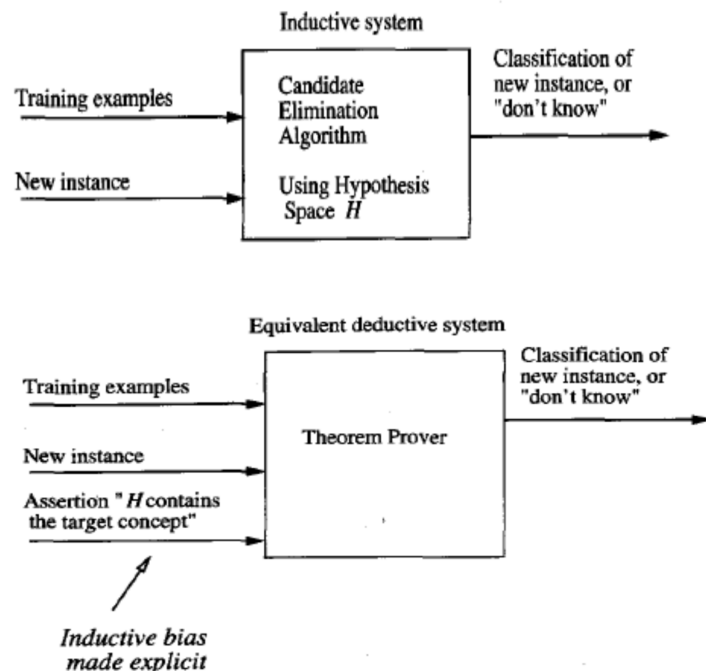 Inductive system
Training examples
New instance
Candidate
Elimination
Algorithm
Using Hypothesis
Space H
Classification of
new instance, or
"don't know"
Equivalent deductive system
Training examples
New instance
Assertion " H contains
the target concept"
Theorem Prover
Classification of
new instance, or
"don't know"
Inductive bias
made explicit